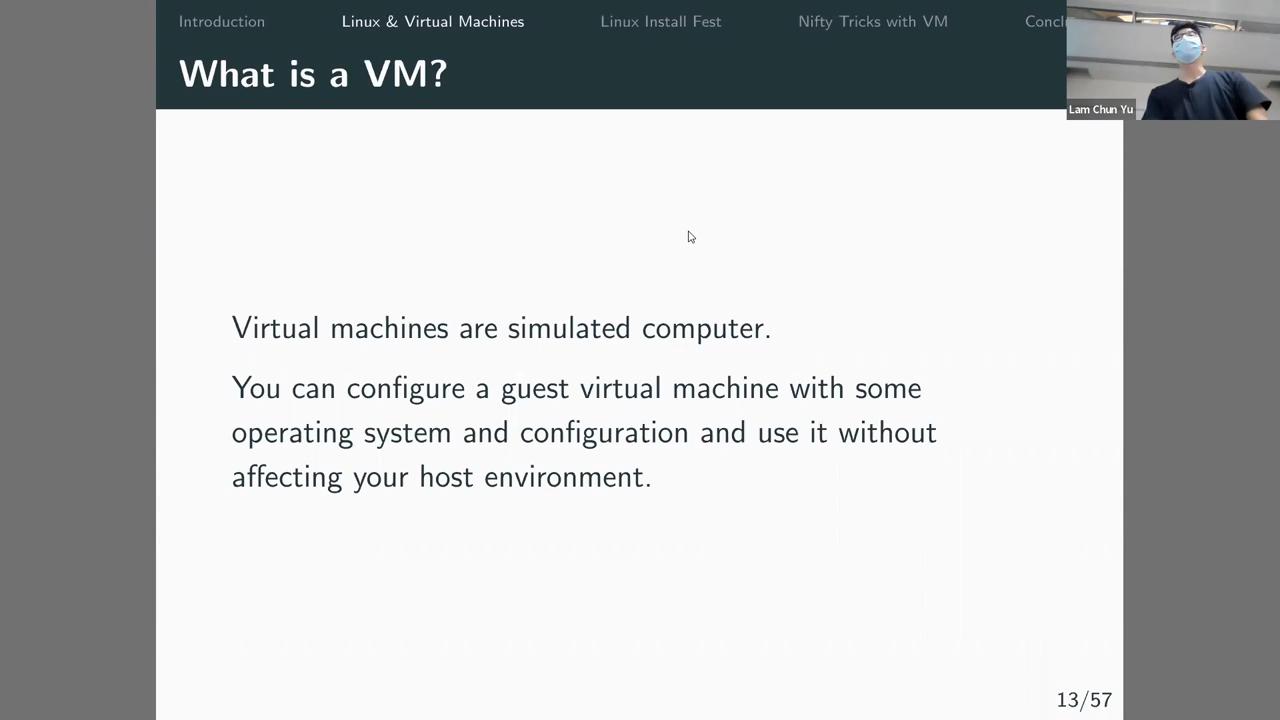 Introduction
Linux & Virtual Machines
Linux Install Fest
Nifty Tricks with VM
What is a VM?
Lam Chun Yu
Virtual machines are simulated computer.
You can configure a guest virtual machine with some
operating system and configuration and use it without
affecting your host environment.
13/57